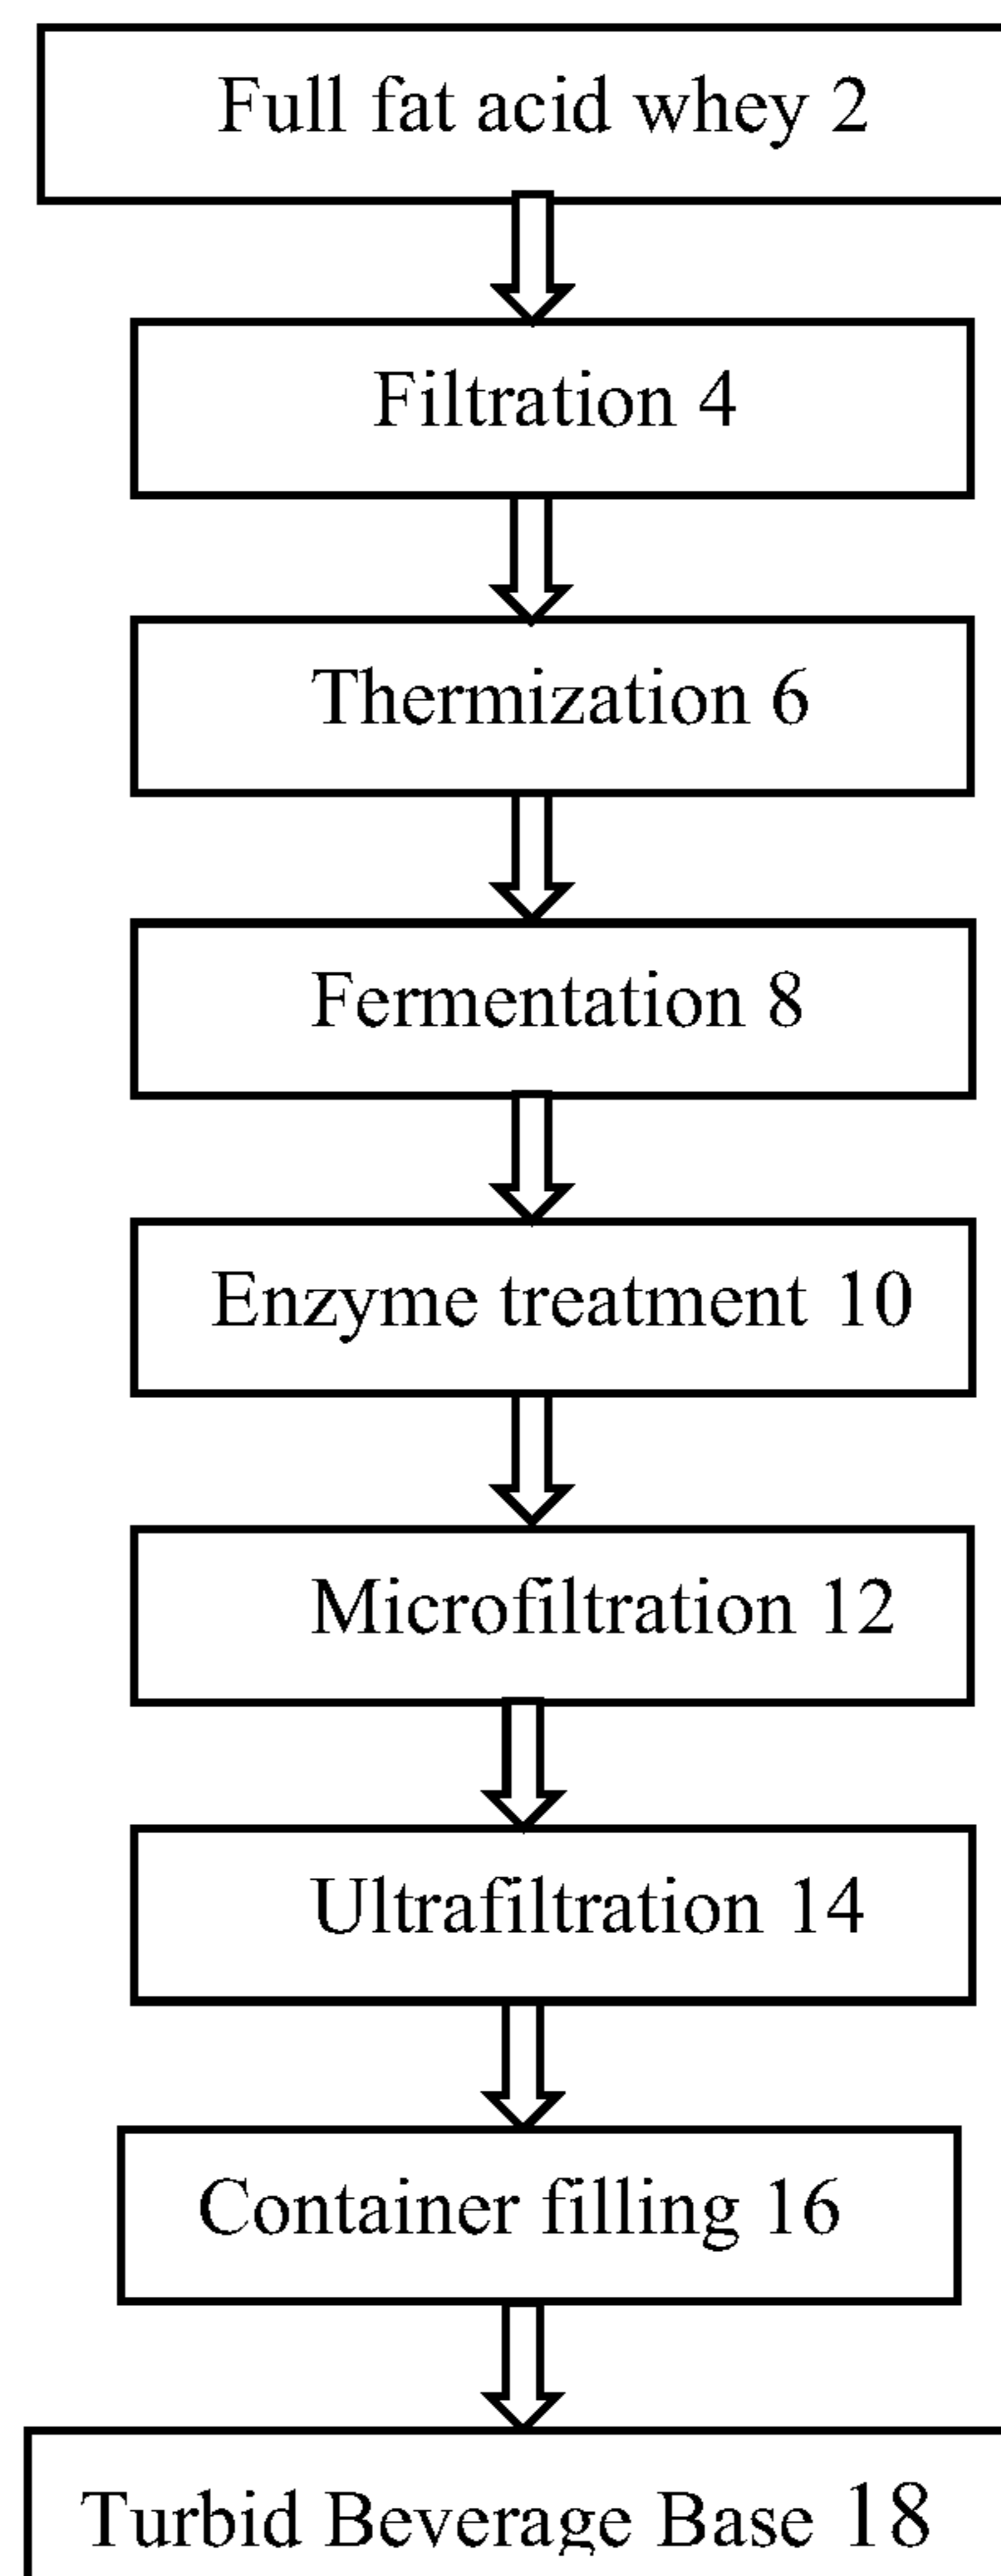 Full fat acid whey 2
Filtration 4
Thermization 6
Fermentation 8
Enzyme treatment 10
Microfiltration 12
Ultrafiltration 14
Container filling 16
Turbid Beverage Base 18